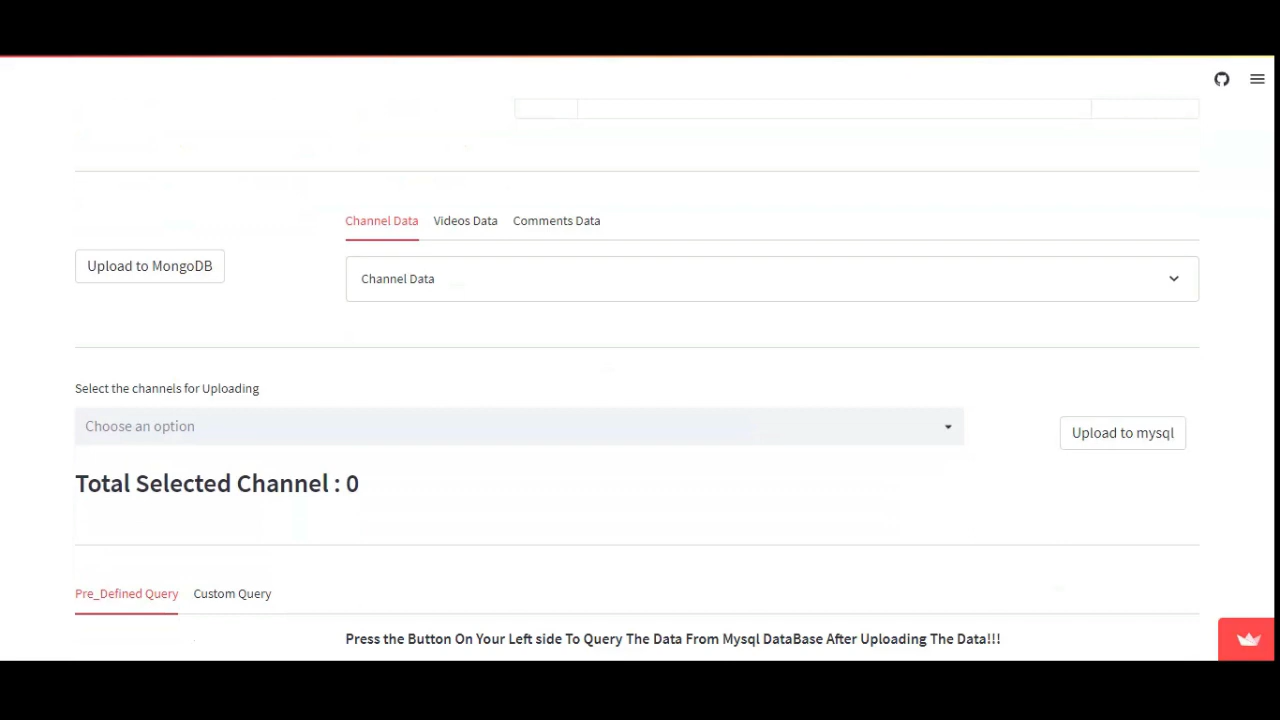 Channel Data Videos Data Comments Data
Upload to MongoDB
Channel Data
Select the channels for Uploading
Choose an option
Upload to mysql
Total Selected Channel : 0
Pre_Defined Query Custom Query
Press the Button On Your Left side To Query The Data From Mysql DataBase After Uploading The Data!!!